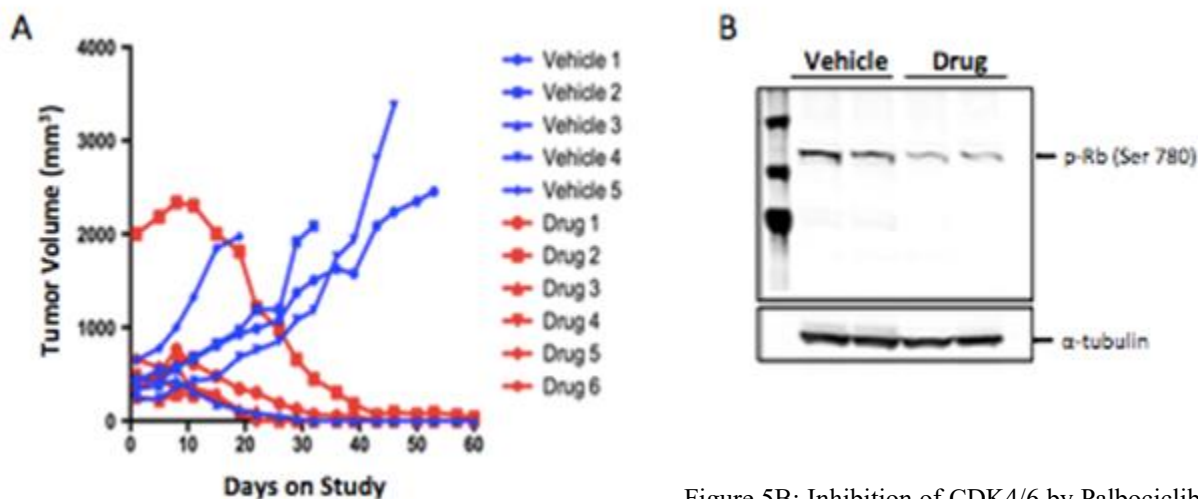 A
Tumor Volume (mm³)
4000
3000
2000
1000
0
0 10 20 30 40 50 60
Days on Study
Vehicle 1
Vehicle 2
Vehicle 3
Vehicle 4
Vehicle 5
Drug 1
Drug 2
Drug 3
Drug 4
Drug 5
Drug 6
B
Vehicle Drug
p-Rb (Ser 780)
α-tubulin
Figure 5B: Inhibition of CDK4/6 by Palbociclib